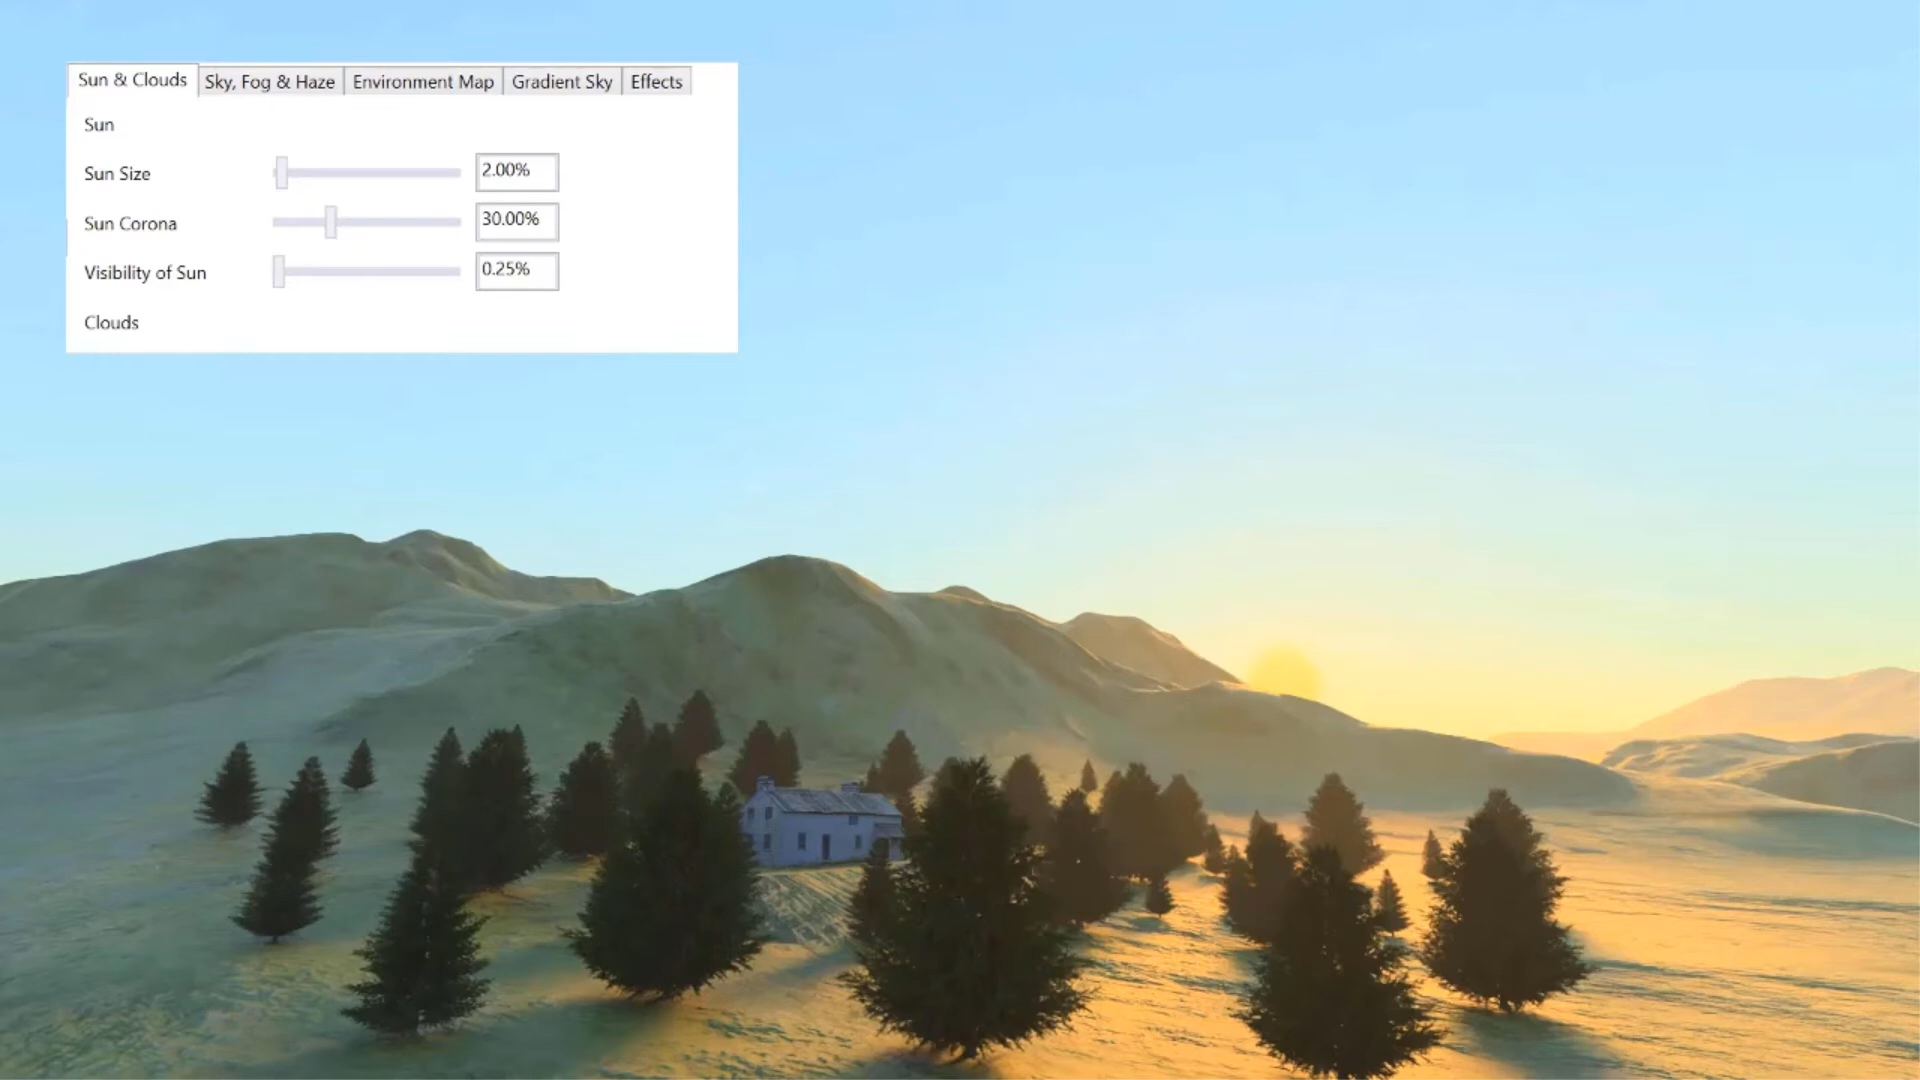 Sun & Clouds Sky, Fog & Haze Environment Map Gradient Sky Effects
Sun
Sun Size 2.00%
Sun Corona 30.00%
Visibility of Sun 0.25%
Clouds